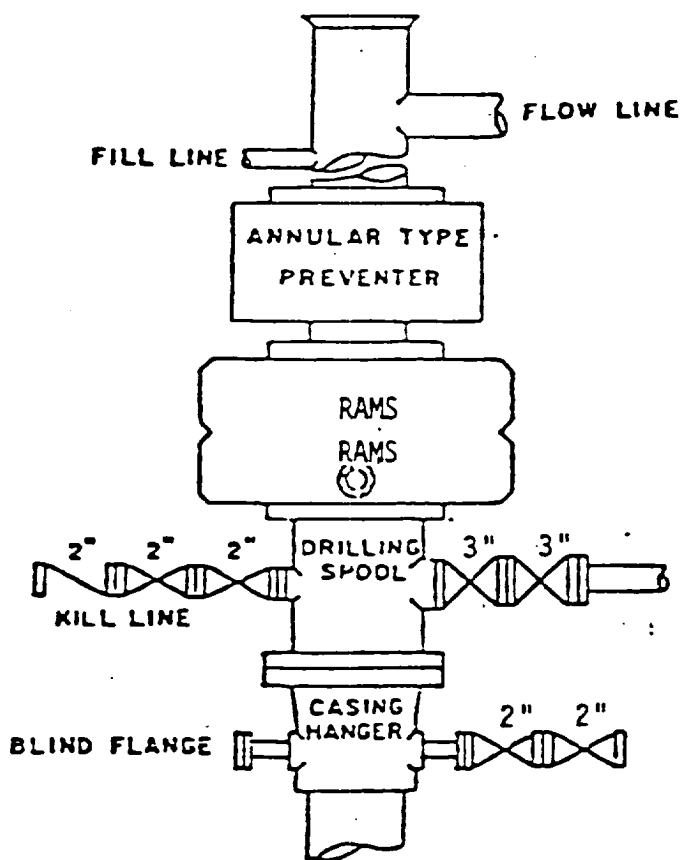 FLOW LINE
FILL LINE
ANNULAR TYPE
PREVENTER
RAMS
RAMS
2" 2" 2"
DRILLING
SPOOL
3" 3"
KILL LINE
CASING
HANGER
2" 2"
BLIND FLANGE